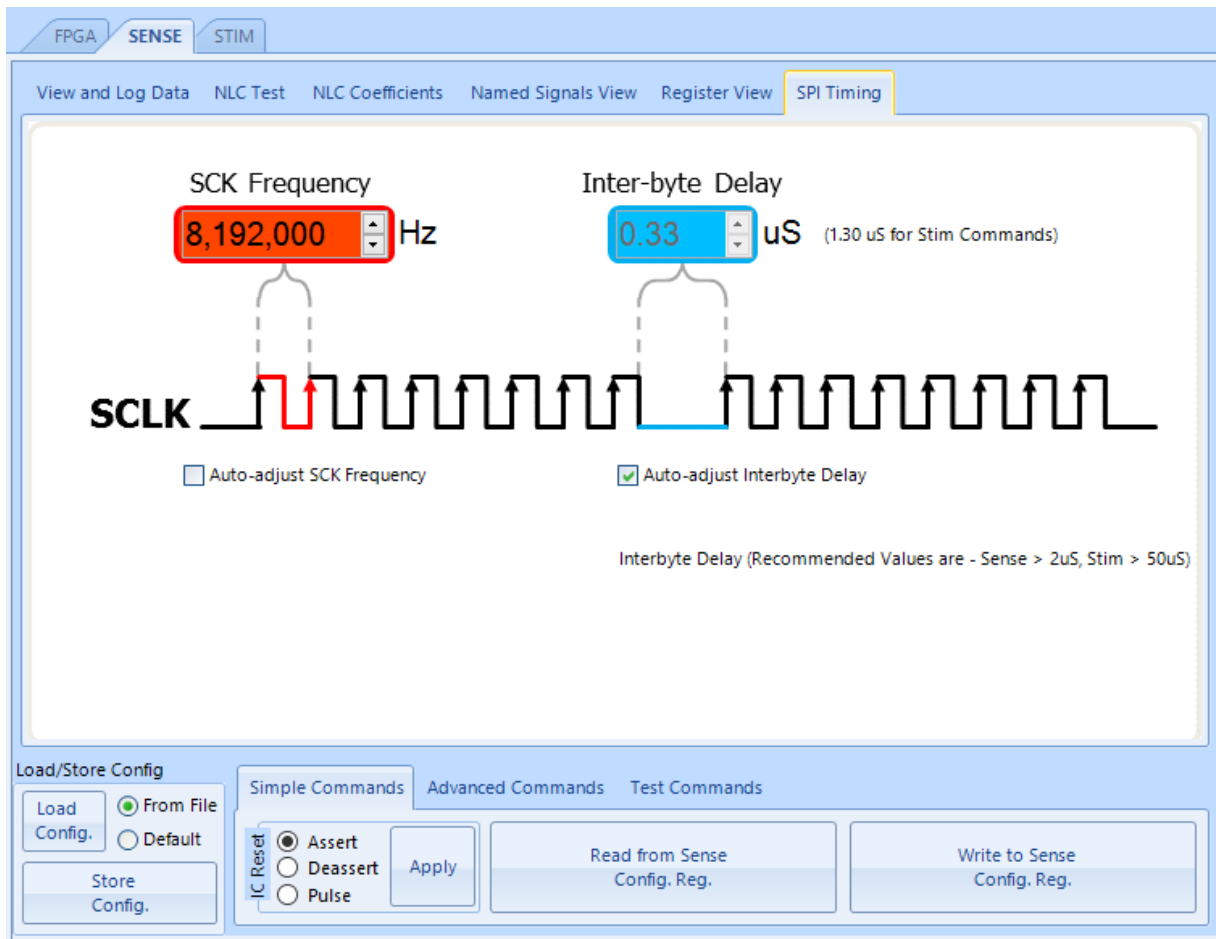 FPGA SENSE STIM
View and Log Data NLC Test NLC Coefficients Named Signals View Register View SPI Timing
SCK Frequency Inter-byte Delay
8,192,000 Hz 0.33 uS (1.30 uS for Stim Commands)
SCLK
Auto-adjust SCK Frequency Auto-adjust Interbyte Delay
Interbyte Delay (Recommended Values are - Sense > 2uS, Stim > 50uS)
Load/Store Config
Load
Config.
From File
Default
Store
Config.
Simple Commands Advanced Commands Test Commands
IC Reset
Assert
Deassert
Pulse
Apply
Read from Sense
Config. Reg.
Write to Sense
Config. Reg.